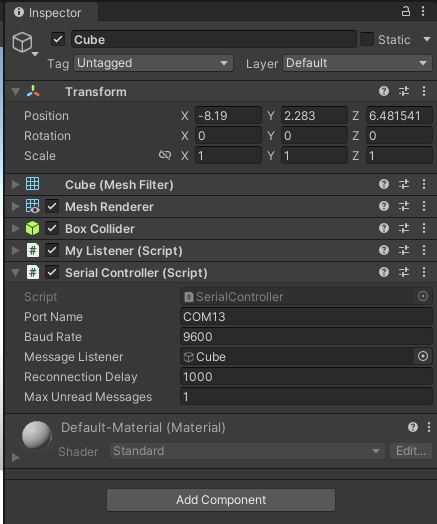 Inspector
Cube
Static
Tag Untagged Layer Default
Transform
Position X -8.19 Y 2.283 Z 6.481541
Rotation X 0 Y 0 Z 0
Scale X 1 Y 1 Z 1
Cube (Mesh Filter)
Mesh Renderer
Box Collider
My Listener (Script)
Serial Controller (Script)
Script SerialController
Port Name COM13
Baud Rate 9600
Message Listener Cube
Reconnection Delay 1000
Max Unread Messages 1
Default-Material (Material)
Shader Standard Edit...
Add Component